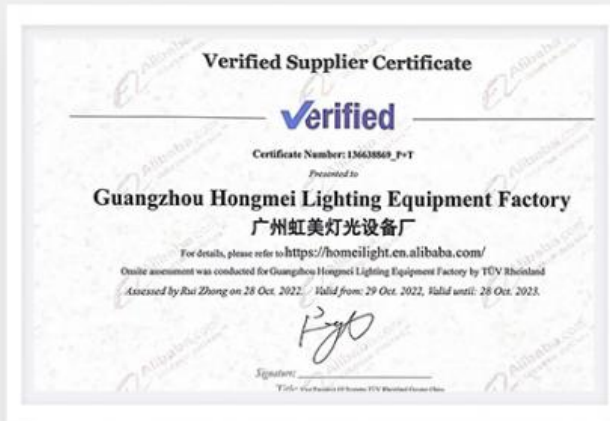 Verified Supplier Certificate
Verified
Certificate Number: 136638869_P+T
Presented to
Guangzhou Hongmei Lighting Equipment Factory
广州虹美灯光设备厂
For details, please refer to https://homeilight.en.alibaba.com/
Onsite assessment was conducted for Guangzhou Hongmei Lighting Equipment Factory by TÜV Rheinland
Assessed by Rui Zhong on 28 Oct. 2022. Valid from: 29 Oct. 2022, Valid until: 28 Oct. 2023.
Signature:
Title: